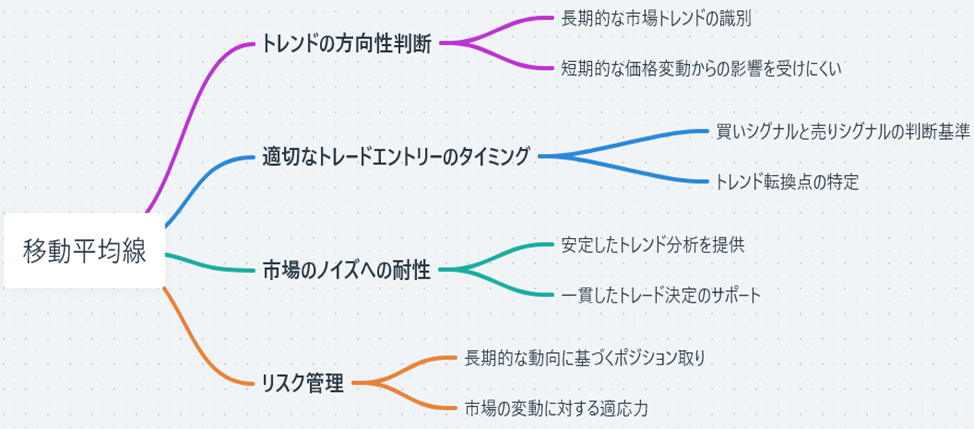 移動平均線
トレンドの方向性判断
長期的な市場トレンドの識別
短期的な価格変動からの影響を受けにくい
適切なトレードエントリーのタイミング
買いシグナルと売りシグナルの判断基準
トレンド転換点の特定
市場のノイズへの耐性
安定したトレンド分析を提供
一貫したトレード決定のサポート
リスク管理
長期的な動向に基づくポジション取り
市場の変動に対する適応力